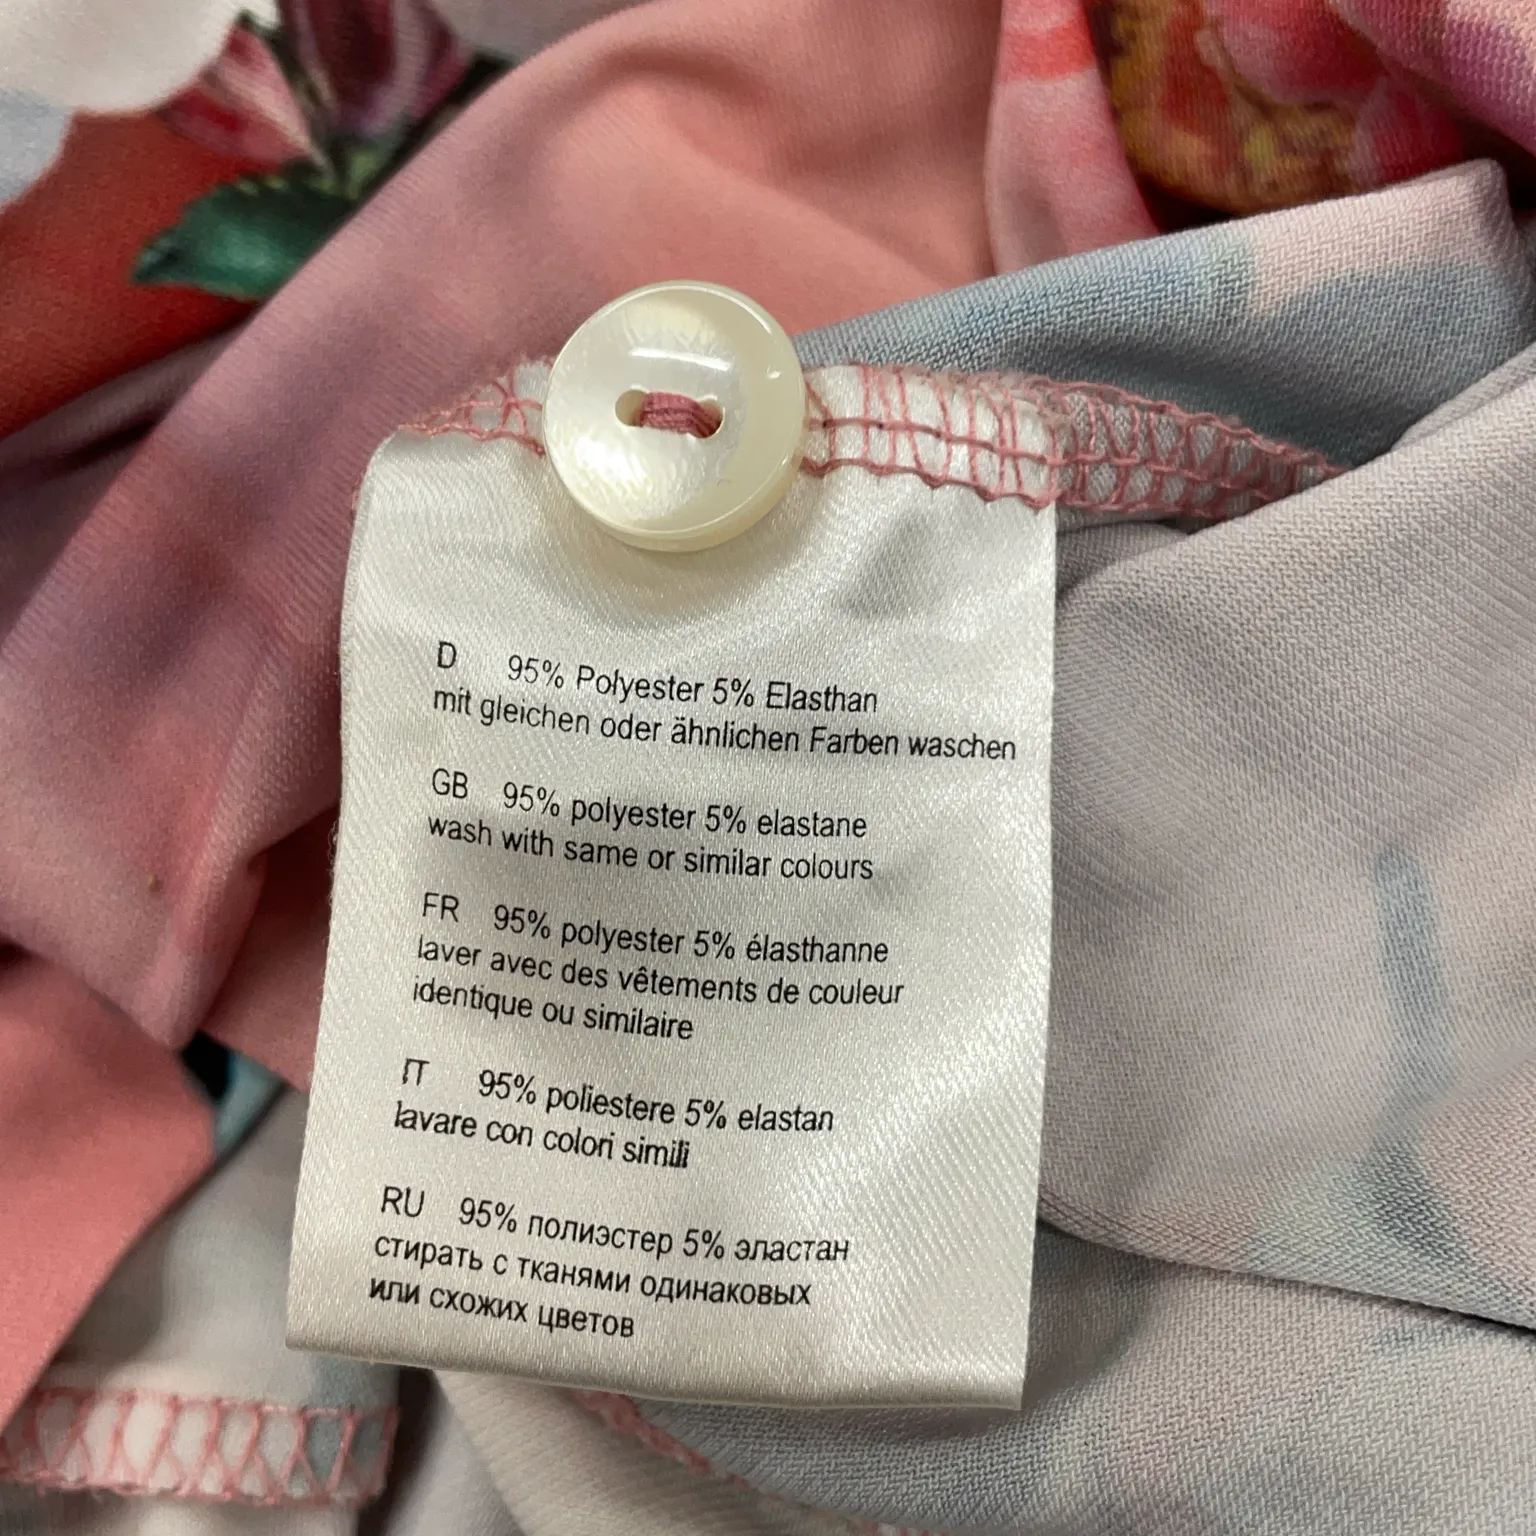 D 95% Polyester 5% Elasthan
mit gleichen oder ähnlichen Farben waschen
GB 95% polyester 5% elastane
wash with same or similar colours
FR 95% polyester 5% élasthanne
laver avec des vêtements de couleur
identique ou similaire
IT 95% poliestere 5% elastan
lavare con colori simili
RU 95% полиэстер 5% эластан
стирать с тканями одинаковых
или схожих цветов